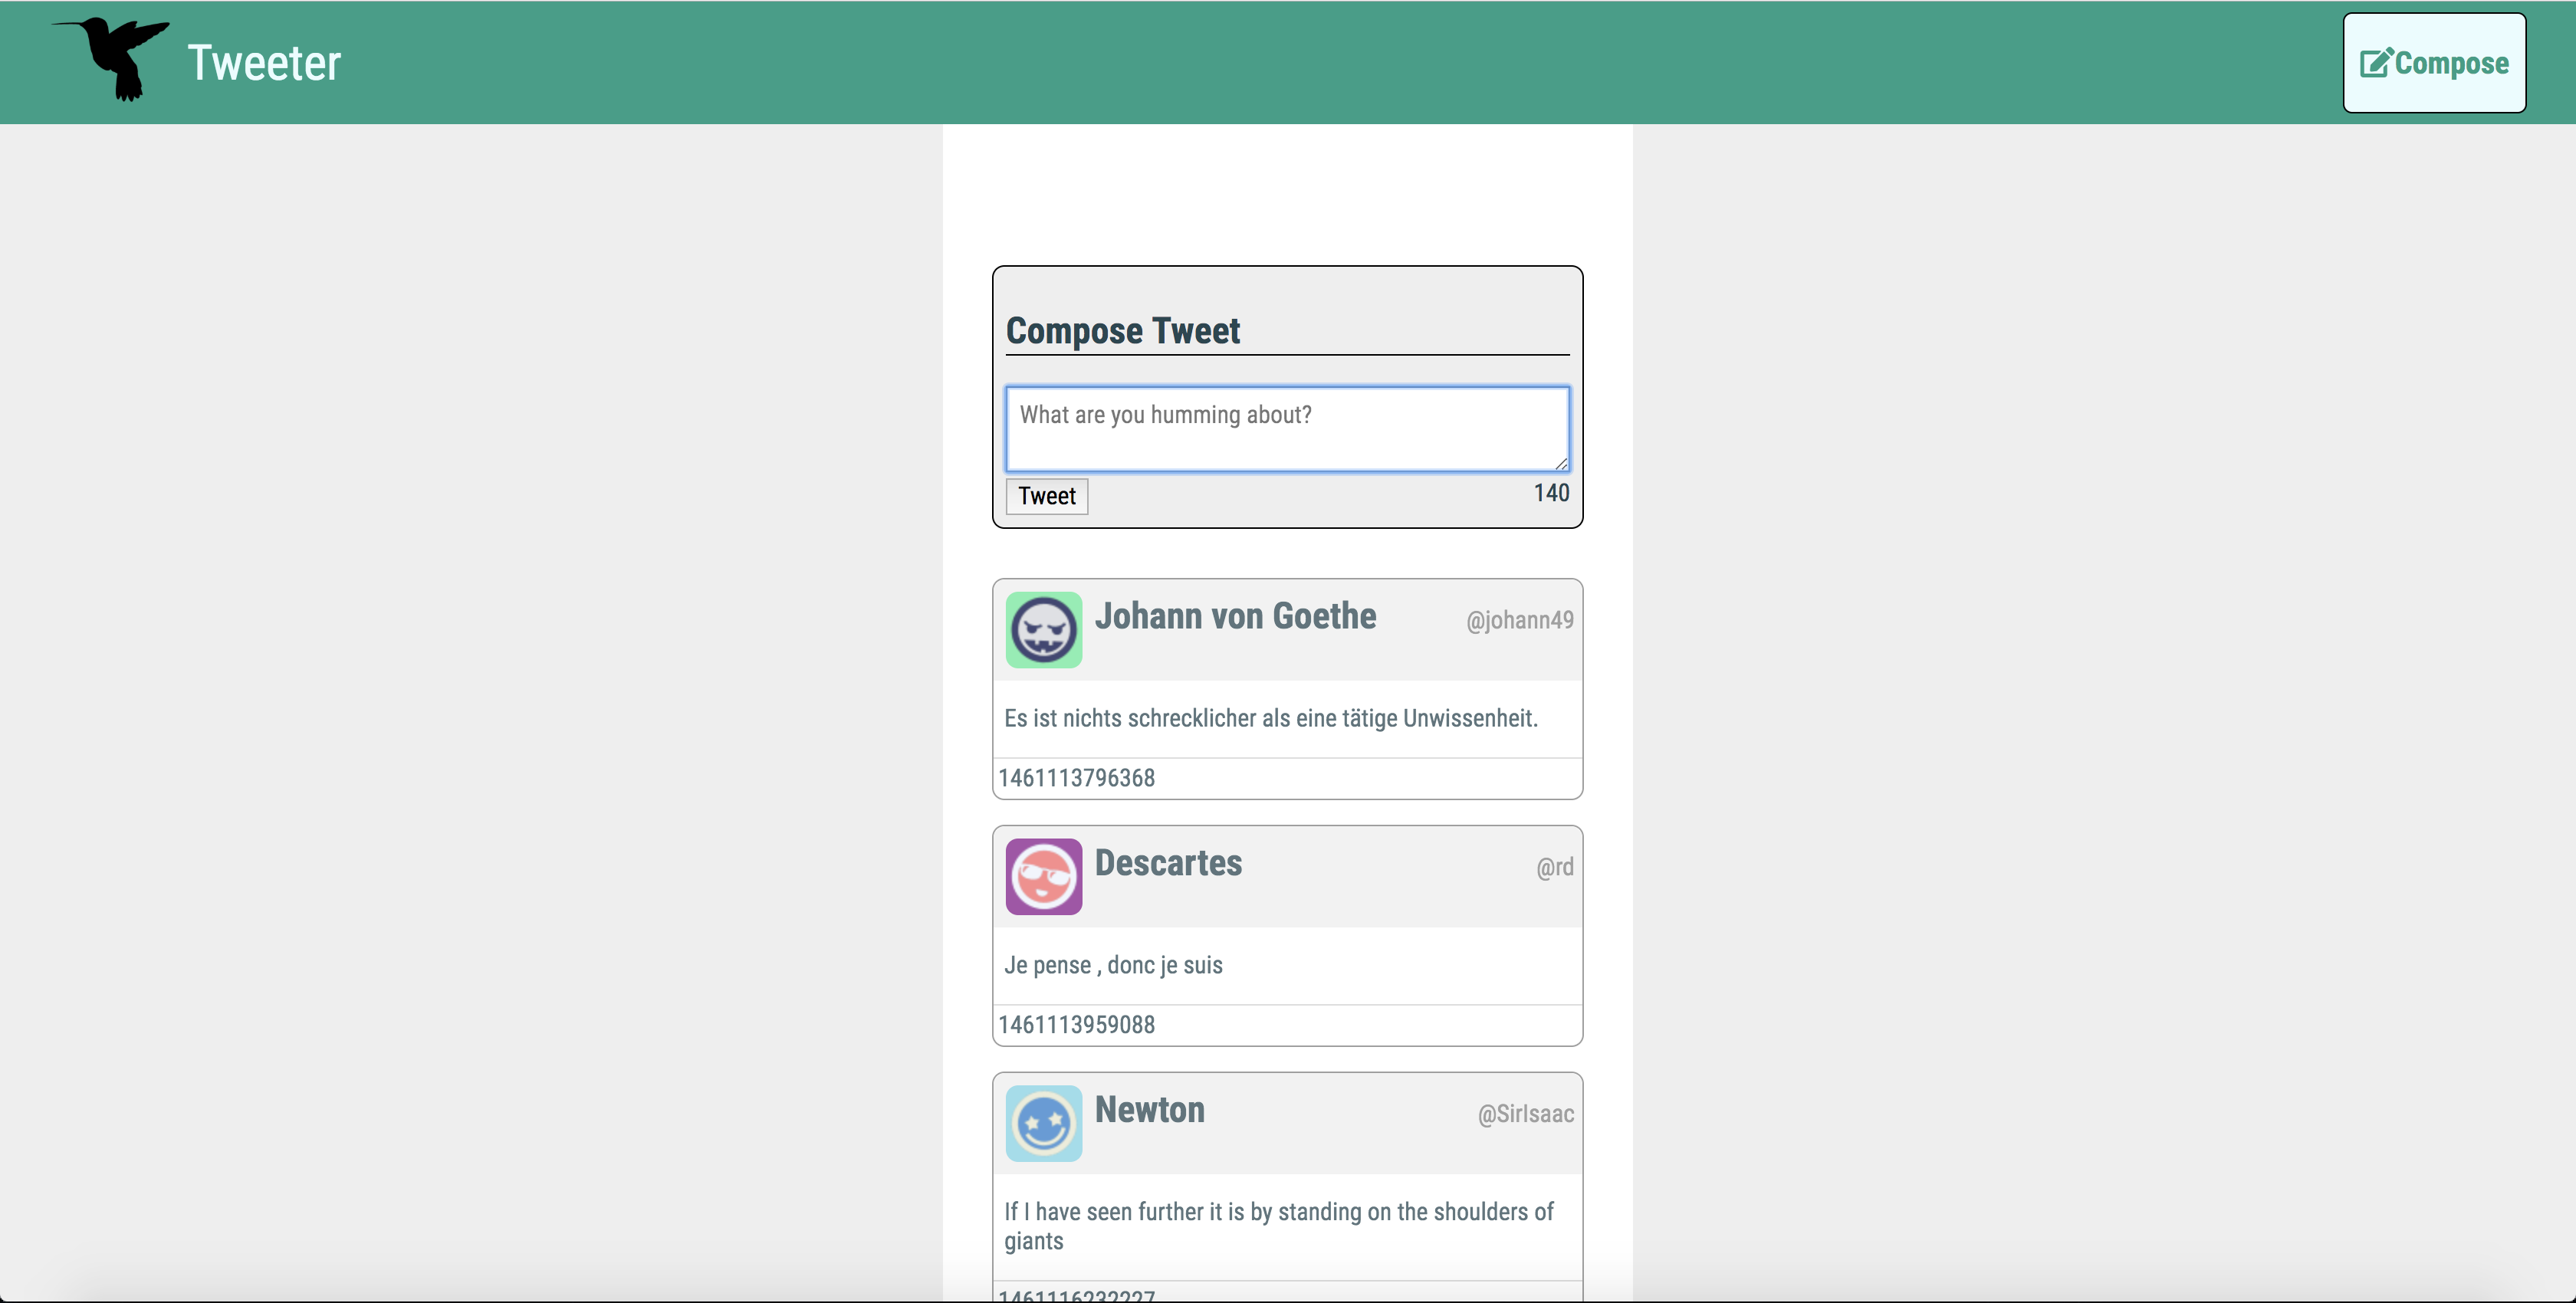 Tweeter
Compose
Compose Tweet
What are you humming about?
Tweet
140
Johann von Goethe
@johann49
Es ist nichts schrecklicher als eine tätige Unwissenheit.
1461113796368
Descartes
@rd
Je pense , donc je suis
1461113959088
Newton
@SirIsaac
If I have seen further it is by standing on the shoulders of
giants
1461116232227